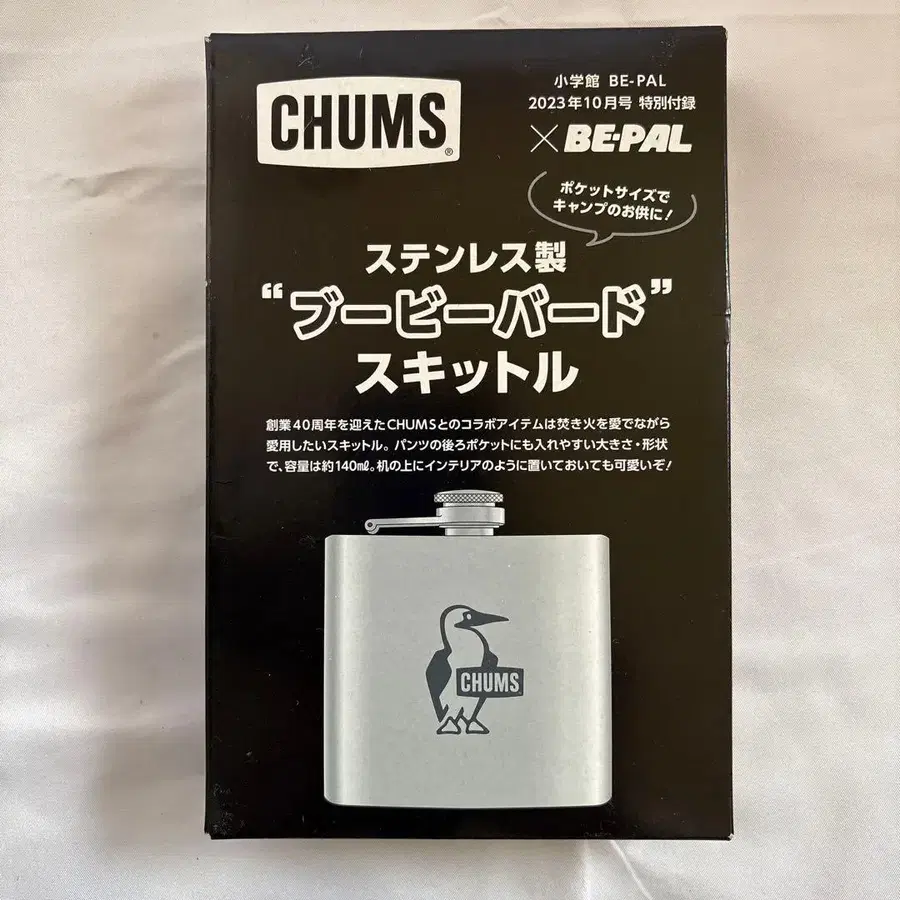 CHUMS®
小学館 BE-PAL
2023年10月号 特別付録
×BE-PAL
ポケットサイズで
キャンプのお供に！
ステンレス製
“ブービーバード”
スキットル
創業40周年を迎えたCHUMSとのコラボアイテムは焚き火を愛でながら
愛用したいスキットル。パンツの後ろポケットにも入れやすい大きさ・形状
で、容量は約140㎖。机の上にインテリアのように置いておいても可愛いぞ！
CHUMS